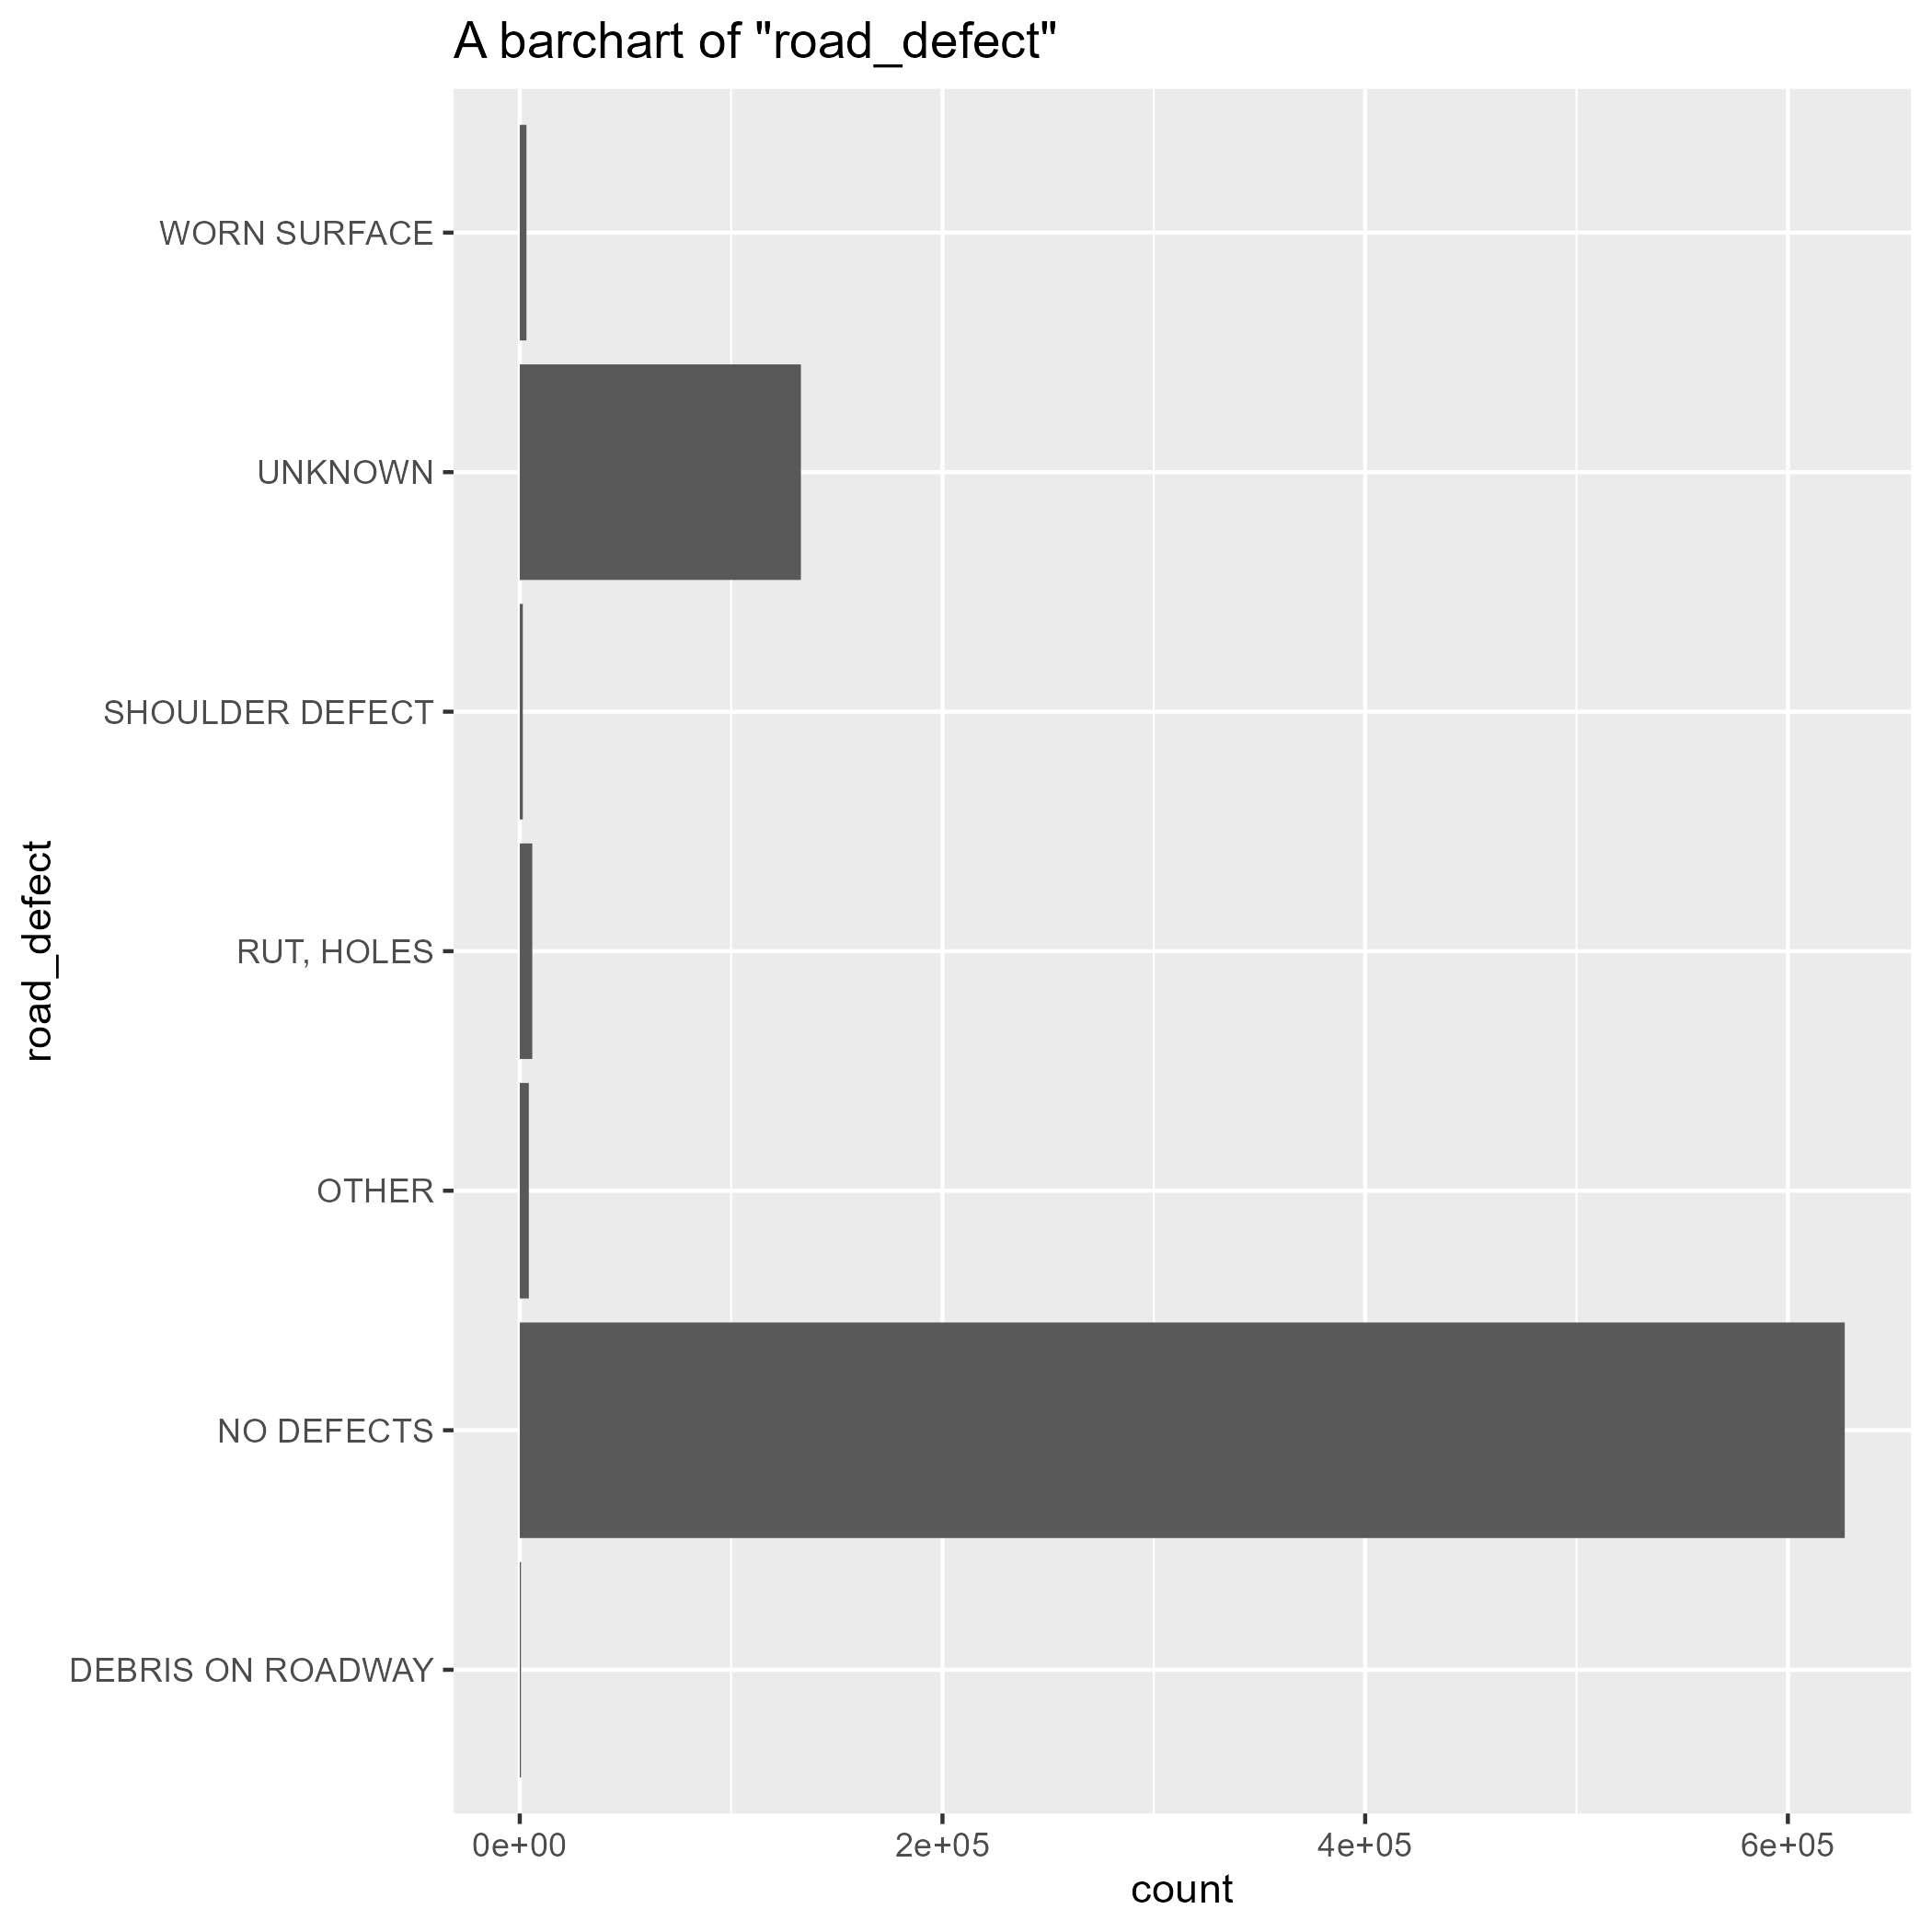 A barchart of "road_defect"
WORN SURFACE
UNKNOWN
SHOULDER DEFECT
RUT, HOLES
OTHER
NO DEFECTS
DEBRIS ON ROADWAY
road_defect
0e+00 2e+05 4e+05 6e+05
count